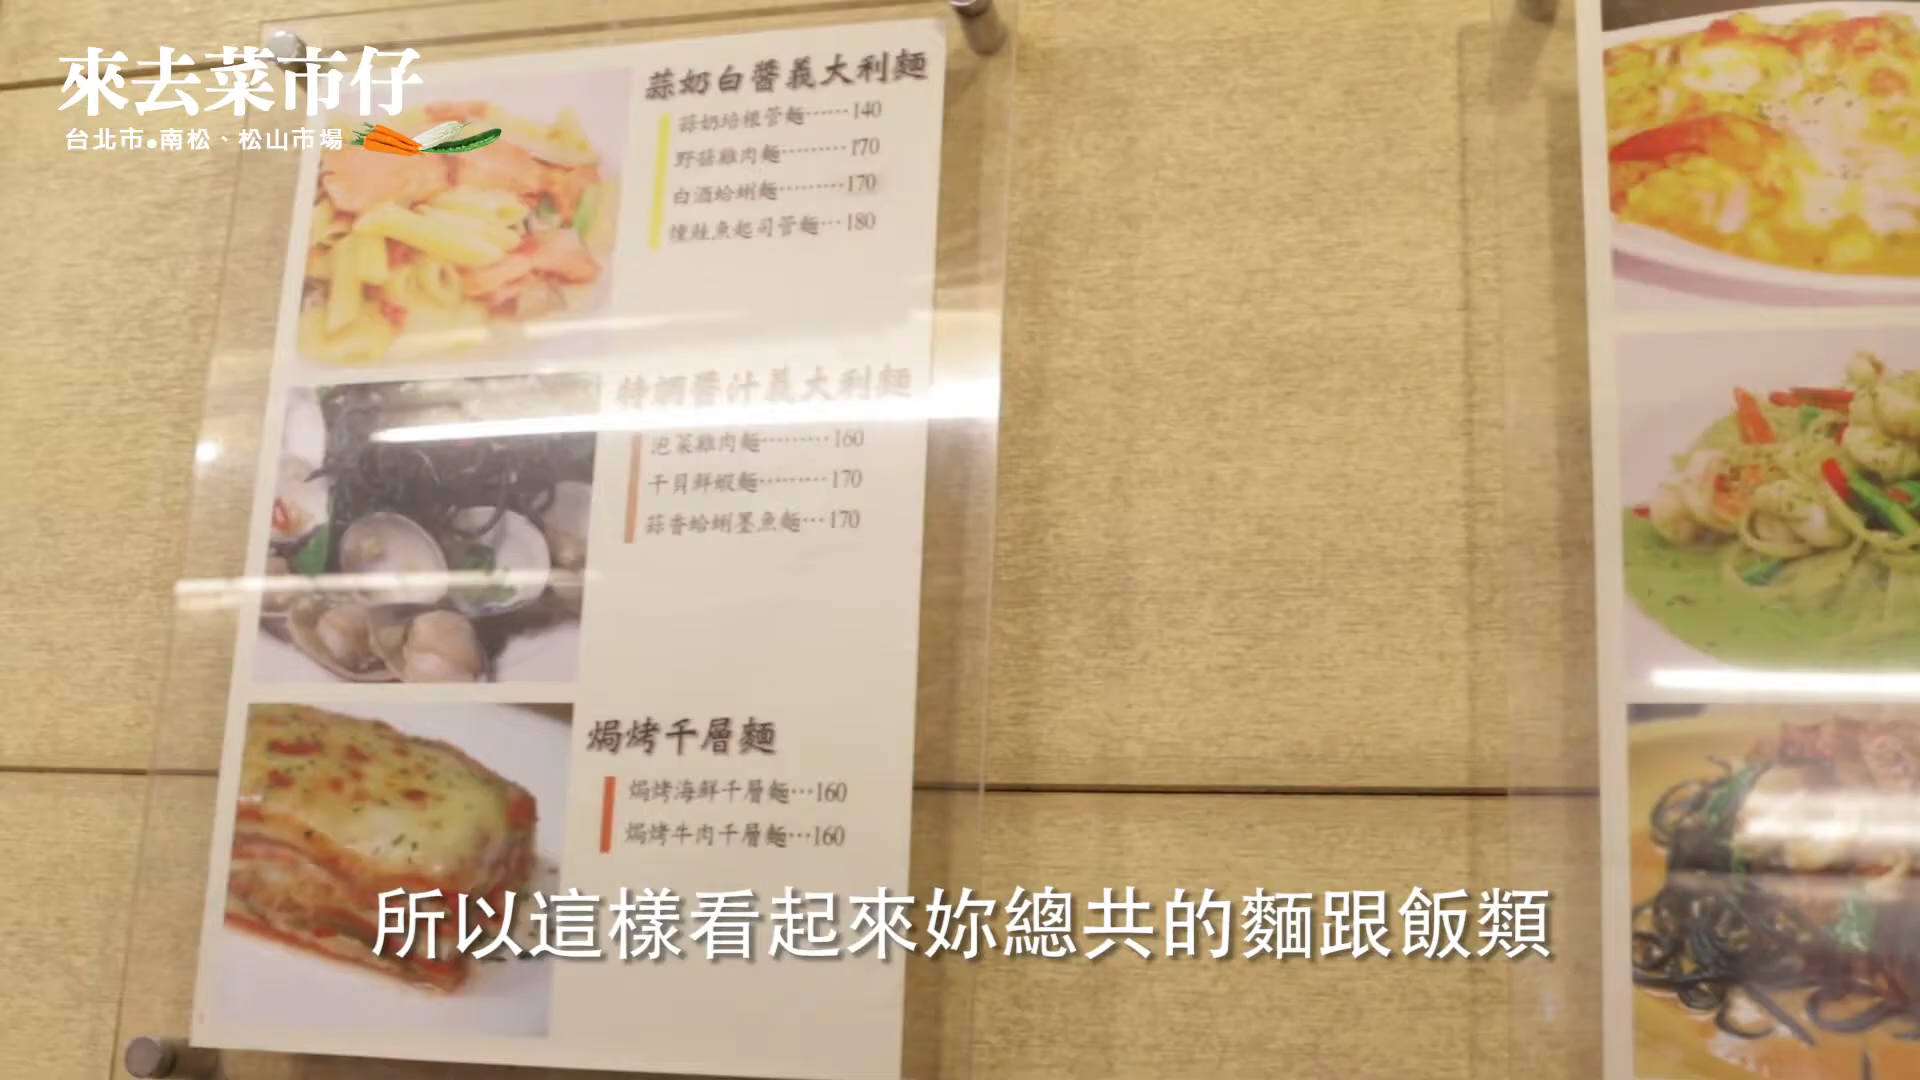 來去菜市仔
台北市•南松、松山市場
蒜奶白醬義大利麵
蒜奶培根管麵……140
野菇雞肉麵………170
白酒蛤蜊麵………170
燻鮭魚起司管麵…180
特調醬汁義大利麵
泡菜雞肉麵………160
干貝鮮蝦麵………170
蒜香蛤蜊墨魚麵…170
焗烤千層麵
焗烤海鮮千層麵…160
焗烤牛肉千層麵…160
所以這樣看起來妳總共的麵跟飯類